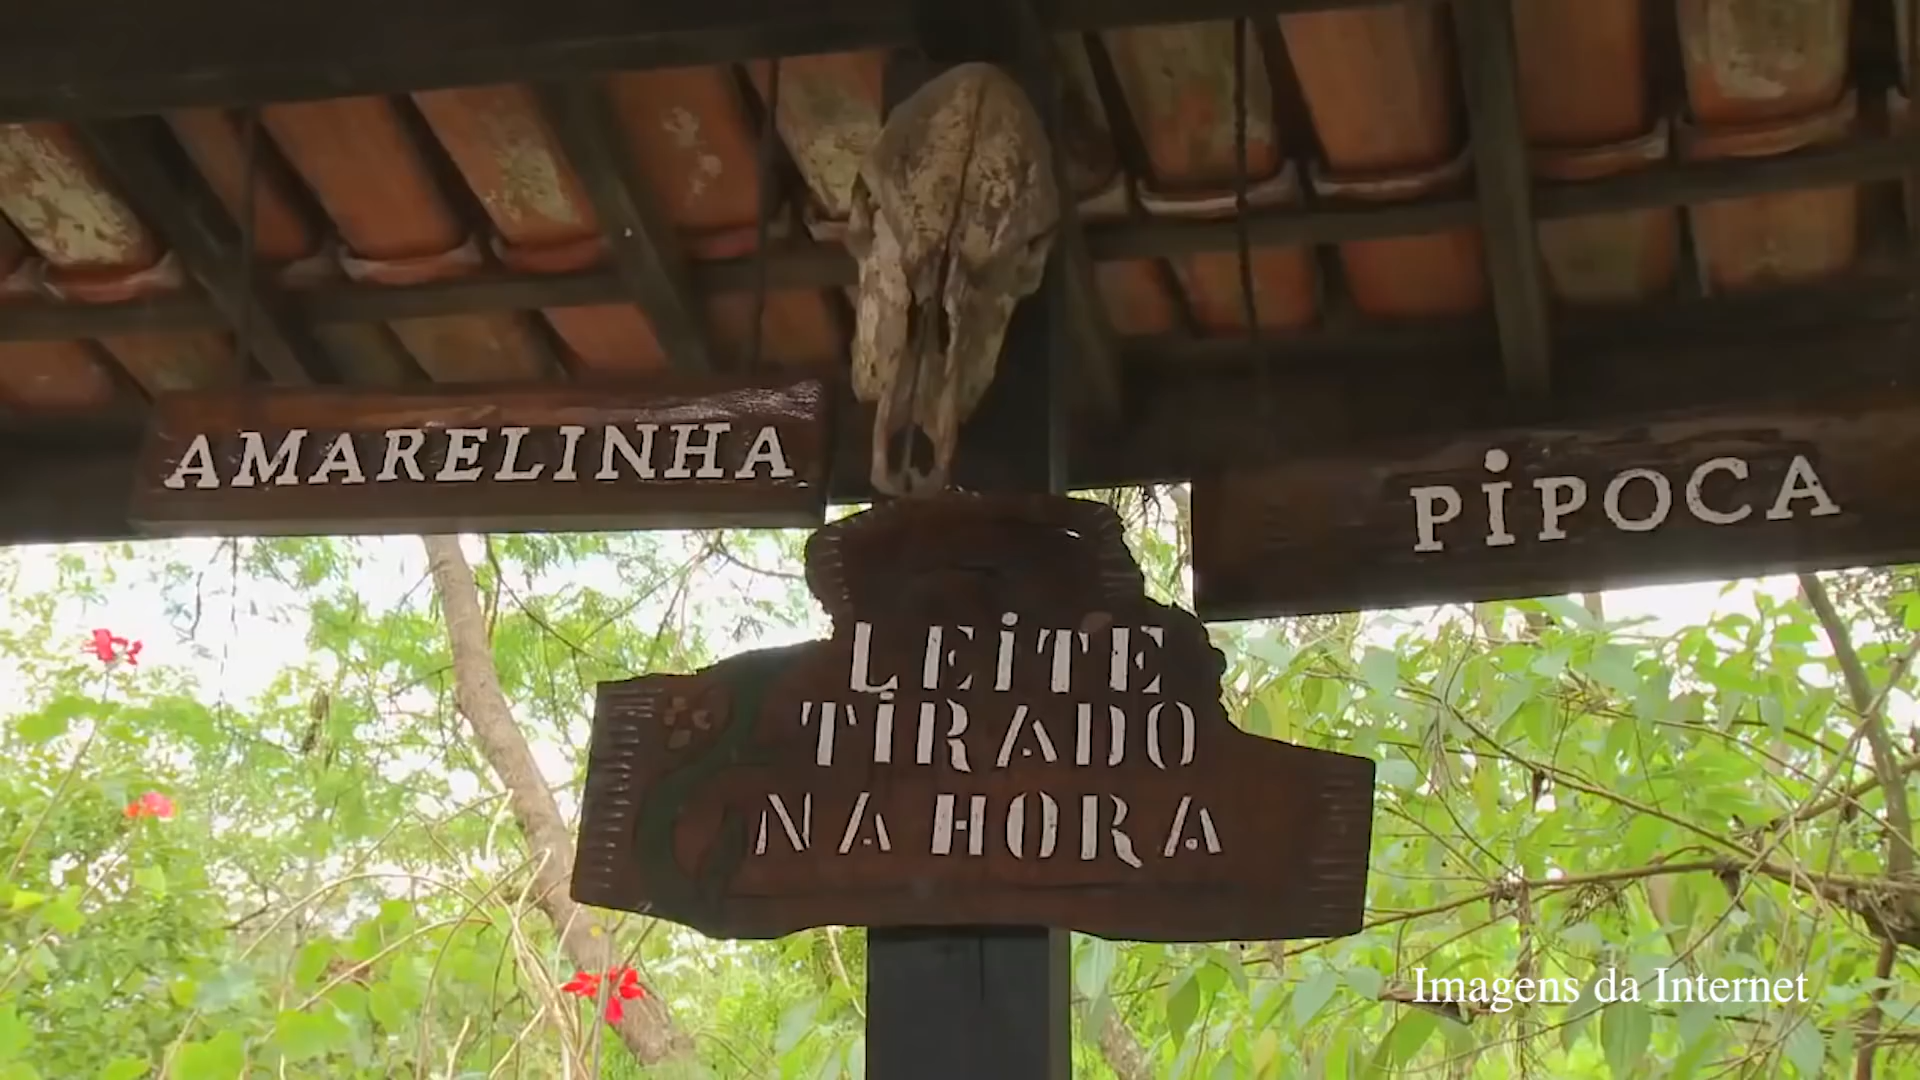 AMARELINHA
PIPOCA
LEITE
TIRADO
NA HORA
Imagens da Internet